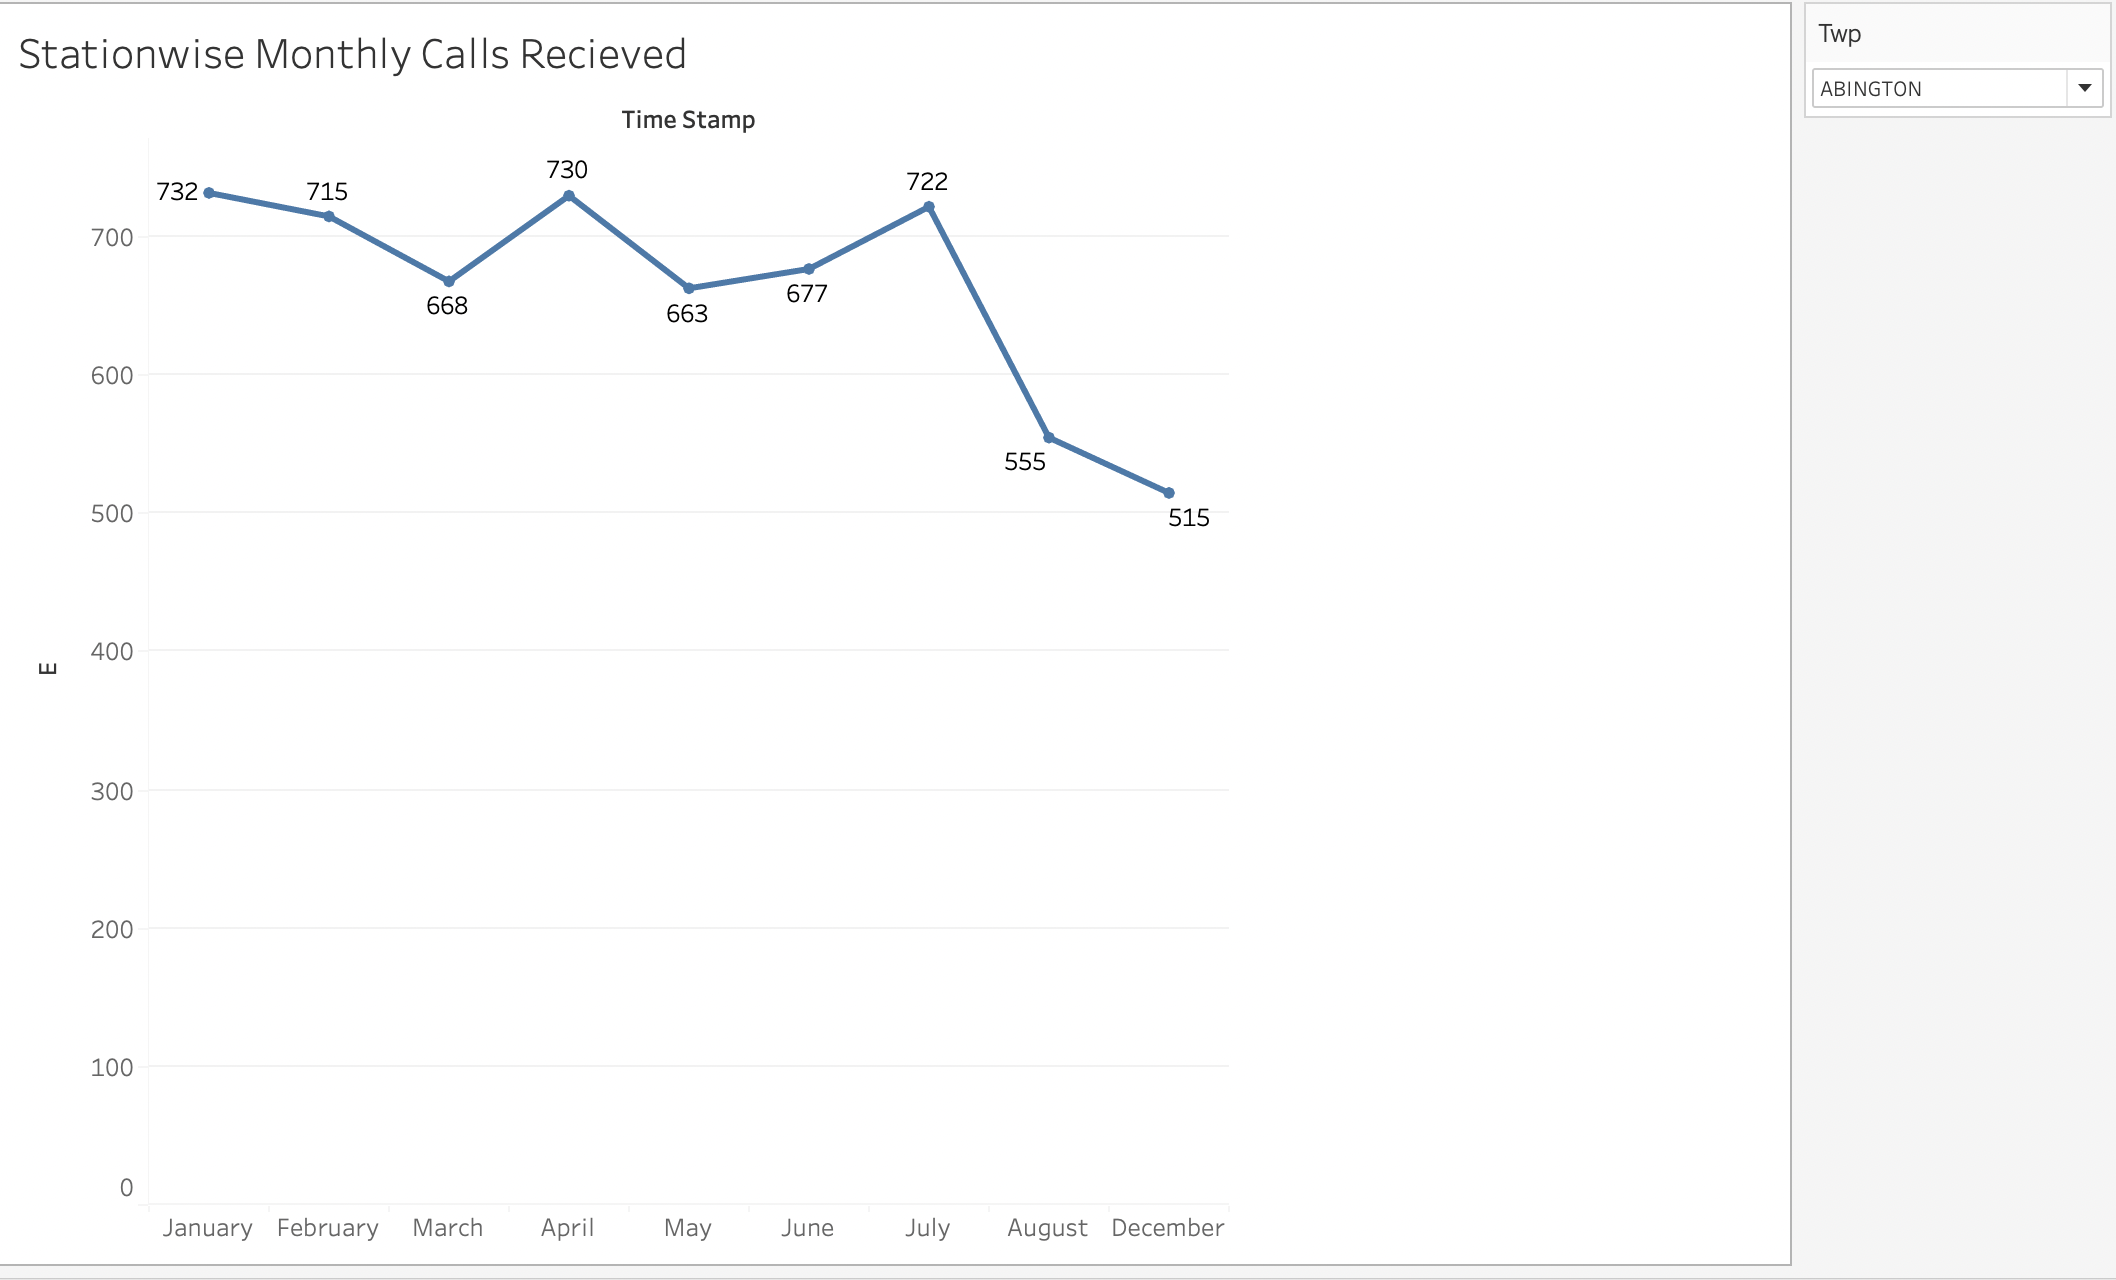 Stationwise Monthly Calls Recieved
Twp
ABINGTON
Time Stamp
732
715
668
730
663
677
722
555
515
700
600
500
400
300
200
100
0
E
January February March April May June July August December